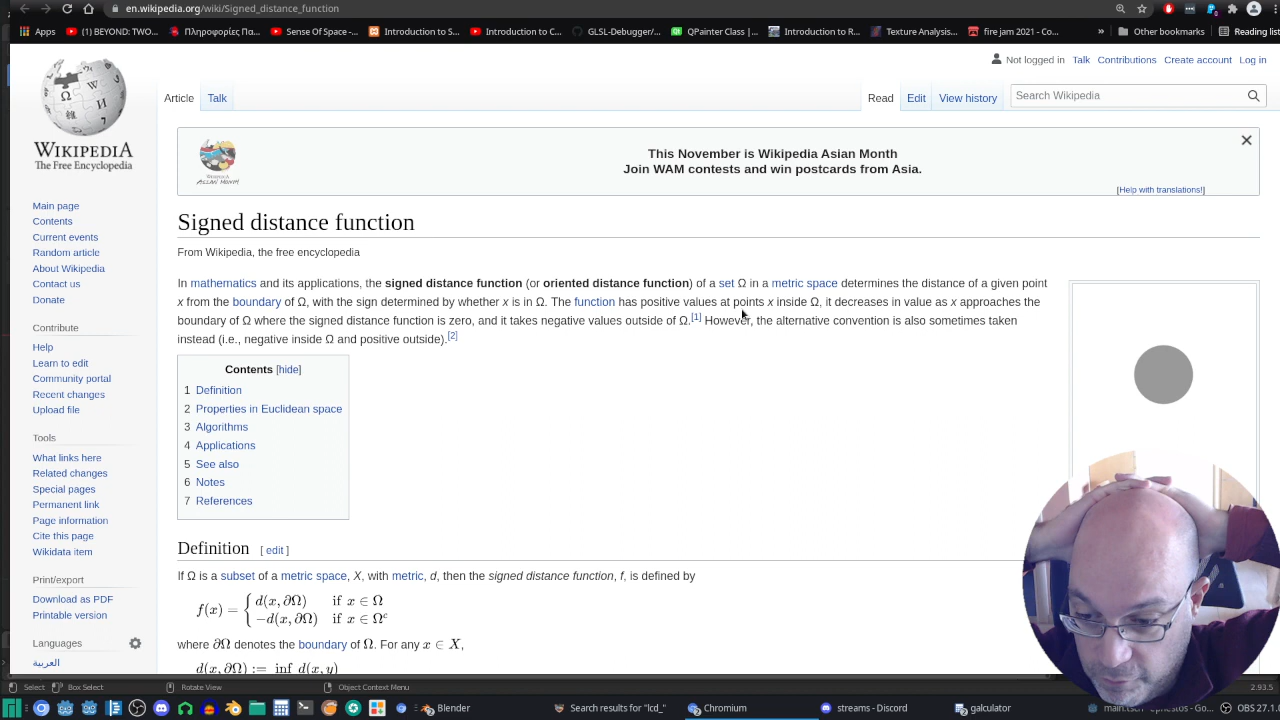 en.wikipedia.org/wiki/Signed_distance_function
Apps
(1) BEYOND: TWO...
Πληροφορίες Πα...
Sense Of Space -...
Introduction to S...
Introduction to C...
GLSL-Debugger/...
QPainter Class |...
Introduction to R...
Texture Analysis...
fire jam 2021 - Co...
»
Other bookmarks
Reading list
Not logged in Talk Contributions Create account Log in
Article Talk
Read Edit View history
Search Wikipedia
WIKIPEDIA
The Free Encyclopedia
This November is Wikipedia Asian Month
Join WAM contests and win postcards from Asia.
[Help with translations!]
Main page
Contents
Current events
Random article
About Wikipedia
Contact us
Donate
Contribute
Help
Learn to edit
Community portal
Recent changes
Upload file
Tools
What links here
Related changes
Special pages
Permanent link
Page information
Cite this page
Wikidata item
Print/export
Download as PDF
Printable version
Languages
العربية
Signed distance function
From Wikipedia, the free encyclopedia
In mathematics and its applications, the signed distance function (or oriented distance function) of a set Ω in a metric space determines the distance of a given point
x from the boundary of Ω, with the sign determined by whether x is in Ω. The function has positive values at points x inside Ω, it decreases in value as x approaches the
boundary of Ω where the signed distance function is zero, and it takes negative values outside of Ω.[1] However, the alternative convention is also sometimes taken
instead (i.e., negative inside Ω and positive outside).[2]
Contents [hide]
1 Definition
2 Properties in Euclidean space
3 Algorithms
4 Applications
5 See also
6 Notes
7 References
Definition [ edit ]
If Ω is a subset of a metric space, X, with metric, d, then the signed distance function, f, is defined by
f(x) = { d(x, ∂Ω) if x ∈ Ω
−d(x, ∂Ω) if x ∈ Ωᶜ
where ∂Ω denotes the boundary of Ω. For any x ∈ X,
d(x, ∂Ω) := inf d(x, y)
Select
Box Select
Rotate View
Object Context Menu
2.93.5
Blender
Search results for "lcd_"
Chromium
streams - Discord
galculator
OBS 27.1.